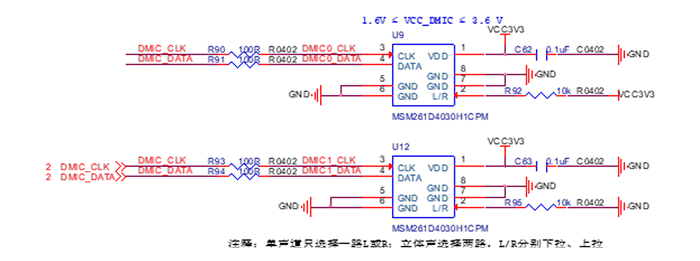 1.6V ≤ VCC_DMIC ≤ 3.6 V
U9
VCC3V3
DMIC_CLK R90 100R R0402 DMIC0_CLK 3 CLK VDD 1 C62 0.1uF C0402 GND
DMIC_DATA R91 100R R0402 DMIC0_DATA 4 DATA
GND 8 GND
GND 5 GND GND 7
6 GND L/R 2 R92 10k R0402 VCC3V3
MSM261D4030H1CPM
U12
VCC3V3
2 DMIC_CLK DMIC_CLK R93 100R R0402 DMIC1_CLK 3 CLK VDD 1 C63 0.1uF C0402 GND
2 DMIC_DATA DMIC_DATA R94 100R R0402 DMIC1_DATA 4 DATA
GND 8 GND
GND 5 GND GND 7
6 GND L/R 2 R95 10k R0402 GND
MSM261D4030H1CPM
注释：单声道只选择一路L或R；立体声选择两路，L/R分别下拉、上拉